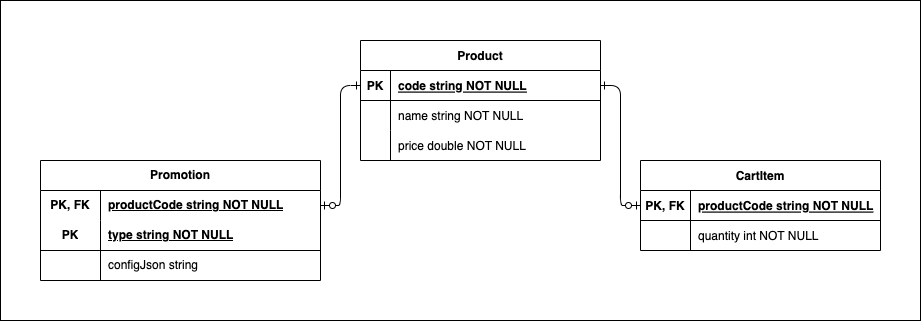 Product
PK code string NOT NULL
name string NOT NULL
price double NOT NULL
Promotion
PK, FK productCode string NOT NULL
PK type string NOT NULL
configJson string
CartItem
PK, FK productCode string NOT NULL
quantity int NOT NULL